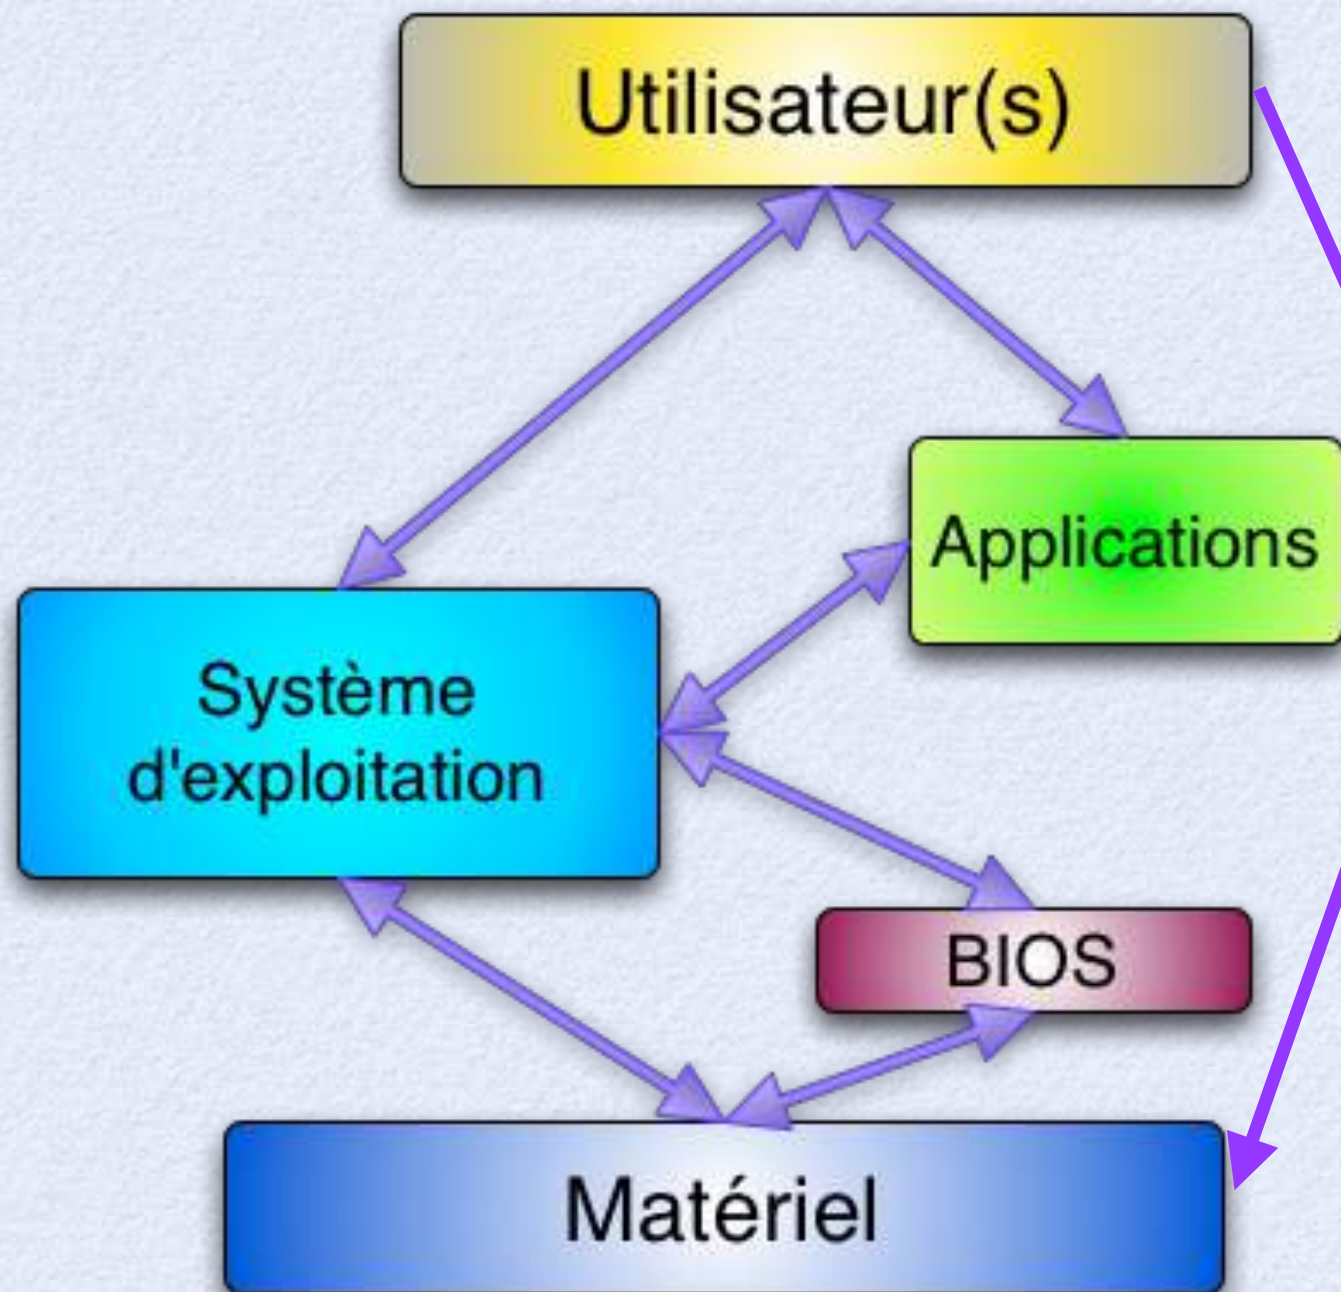 Utilisateur(s)
Applications
Système
d'exploitation
BIOS
Matériel